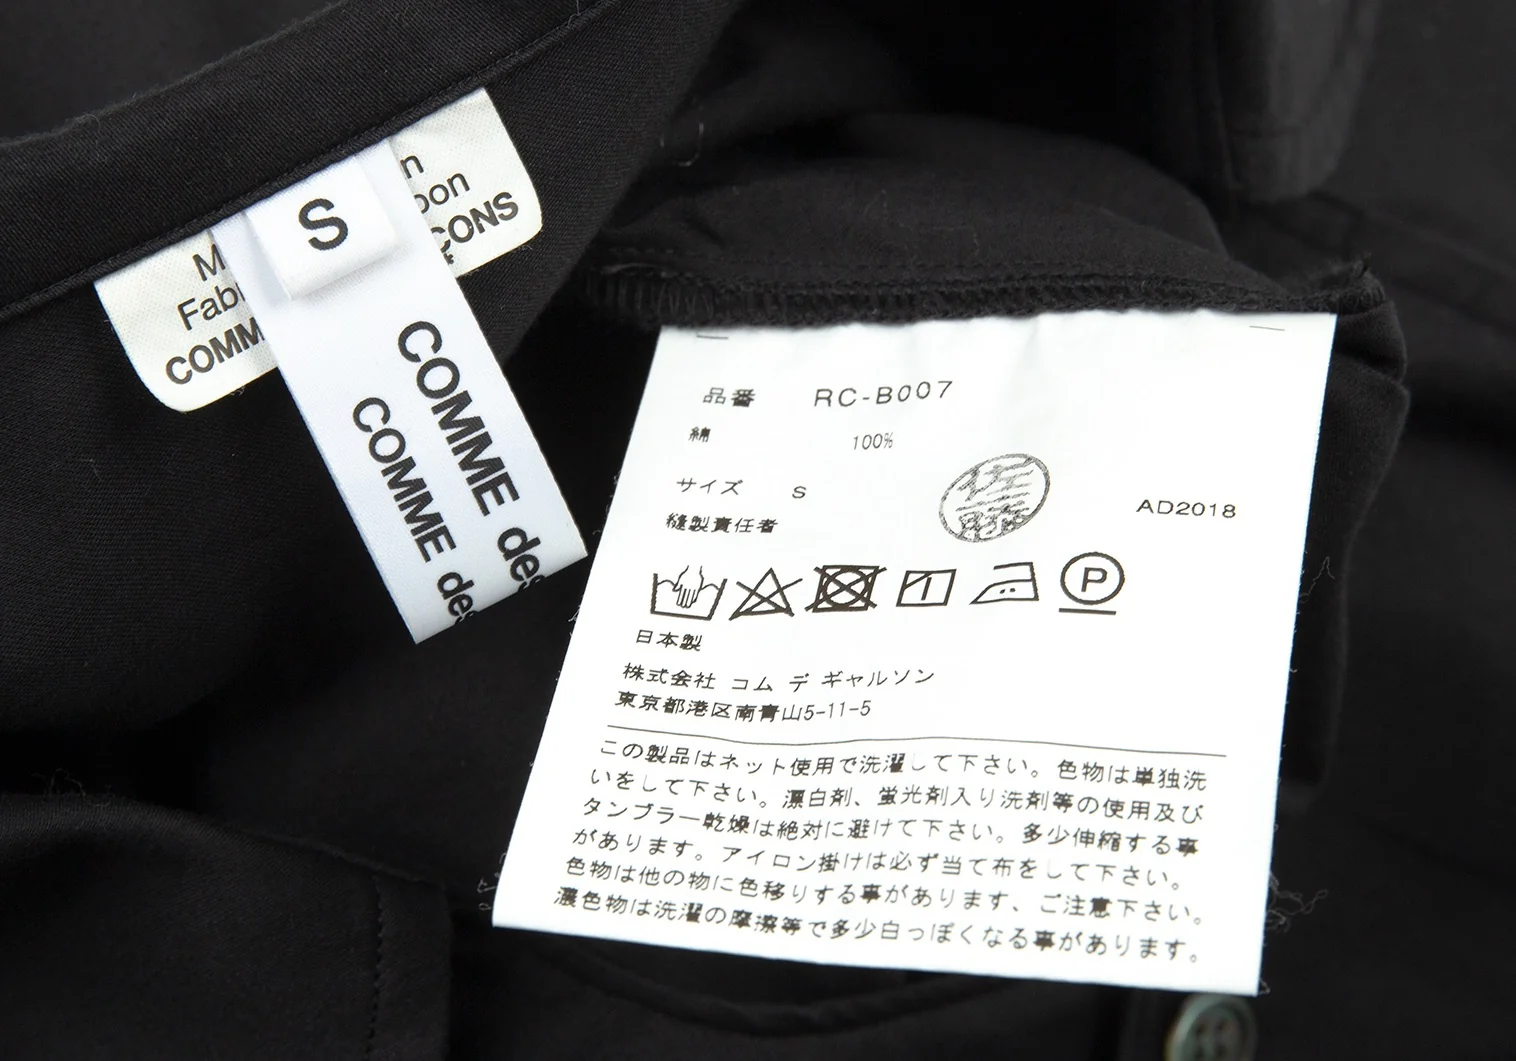 S
COMME des
COMME des
COMM
ÇONS
品番 RC-B007
綿 100%
サイズ S
縫製責任者
AD2018
P
日本製
株式会社 コム デ ギャルソン
東京都港区南青山5-11-5
この製品はネット使用で洗濯して下さい。色物は単独洗
いをして下さい。漂白剤、蛍光剤入り洗剤等の使用及び
タンブラー乾燥は絶対に避けて下さい。多少伸縮する事
があります。アイロン掛けは必ず当て布をして下さい。
色物は他の物に色移りする事があります、ご注意下さい。
濃色物は洗濯の摩擦等で多少白っぽくなる事があります。